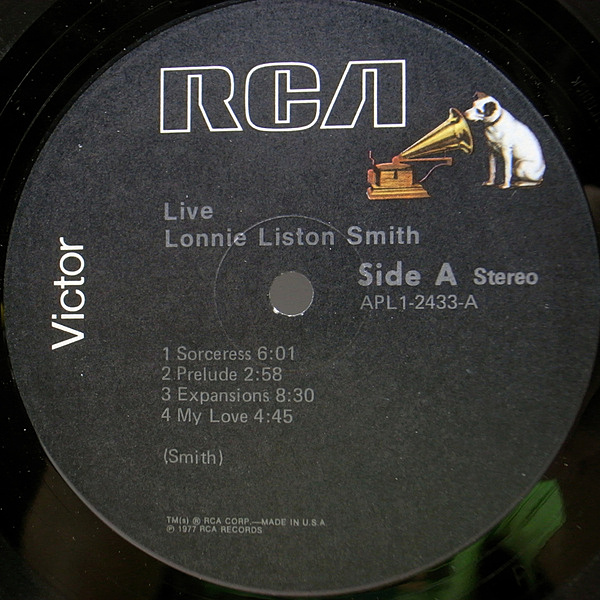 RCA
Victor
Live
Lonnie Liston Smith
Side A Stereo
APL1-2433-A
1 Sorceress 6:01
2 Prelude 2:58
3 Expansions 8:30
4 My Love 4:45
(Smith)
TM(s) ® RCA CORP.—MADE IN U.S.A
℗ 1977 RCA RECORDS